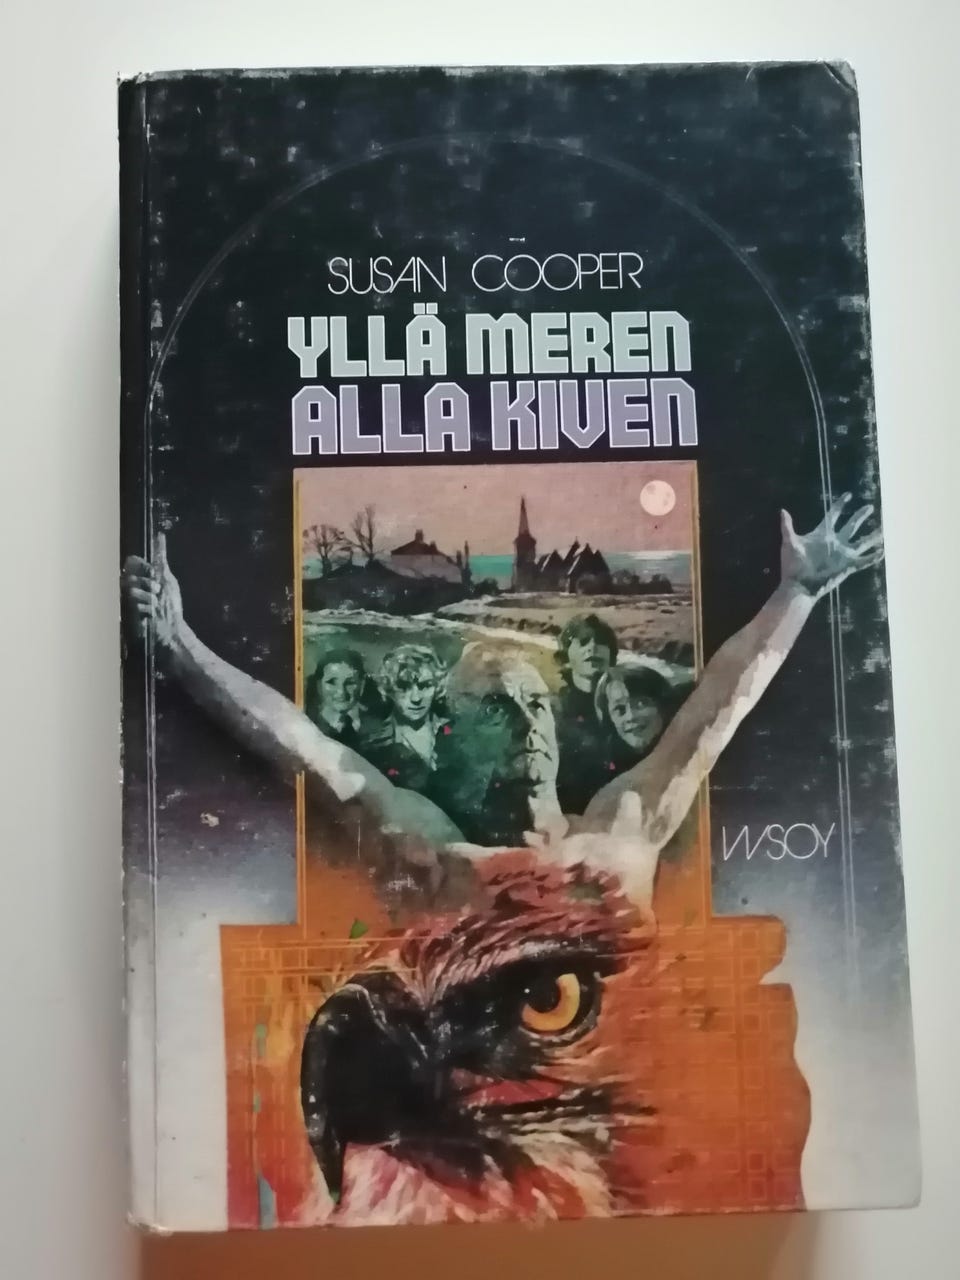 SUSAN COOPER
YLLÄ MEREN
ALLA KIVEN
WSOY